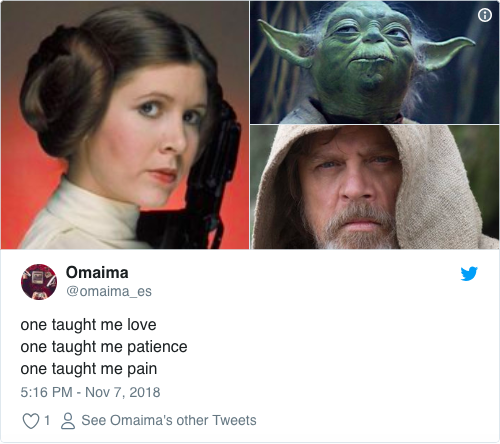 Omaima
@omaima_es
one taught me love
one taught me patience
one taught me pain
5:16 PM - Nov 7, 2018
1 See Omaima's other Tweets